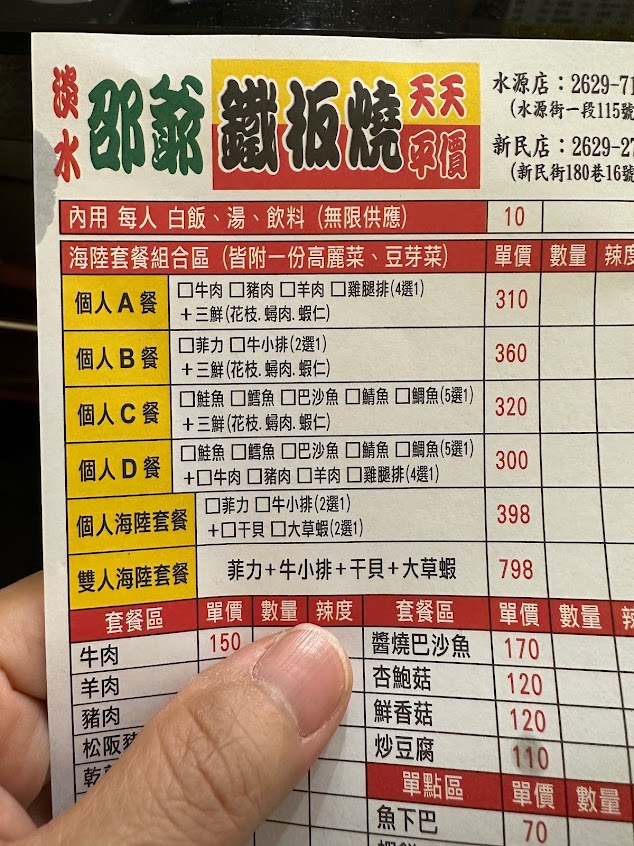 淡水 邵爺 鐵板燒 天天平價
水源店：2629-71
(水源街一段115號
新民店：2629-27
(新民街180巷16號
內用 每人 白飯、湯、飲料（無限供應） 10
海陸套餐組合區（皆附一份高麗菜、豆芽菜） 單價 數量 辣度
個人A餐 □牛肉 □豬肉 □羊肉 □雞腿排(4選1) 310
＋三鮮(花枝.蟳肉.蝦仁)
個人B餐 □菲力 □牛小排(2選1) 360
＋三鮮(花枝.蟳肉.蝦仁)
個人C餐 □鮭魚 □鱈魚 □巴沙魚 □鯖魚 □鯛魚(5選1) 320
＋三鮮(花枝.蟳肉.蝦仁)
個人D餐 □鮭魚 □鱈魚 □巴沙魚 □鯖魚 □鯛魚(5選1) 300
+□牛肉 □豬肉 □羊肉 □雞腿排(4選1)
個人海陸套餐 □菲力 □牛小排(2選1) 398
+□干貝 □大草蝦(2選1)
雙人海陸套餐 菲力+牛小排+干貝+大草蝦 798
套餐區 單價 數量 辣度 套餐區 單價 數量 辣
牛肉 150 醬燒巴沙魚 170
羊肉 杏鮑菇 120
豬肉 鮮香菇 120
松阪豬 炒豆腐 110
單點區 單價 數量
魚下巴 70